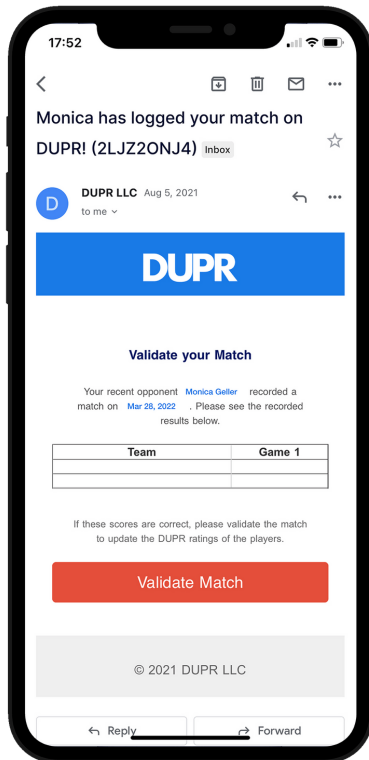 17:52
Monica has logged your match on
DUPR! (2LJZ2ONJ4) Inbox
D
DUPR LLC Aug 5, 2021
to me
DUPR
Validate your Match
Your recent opponent Monica Geller recorded a
match on Mar 28, 2022 . Please see the recorded
results below.
Team Game 1
If these scores are correct, please validate the match
to update the DUPR ratings of the players.
Validate Match
© 2021 DUPR LLC
Reply Forward